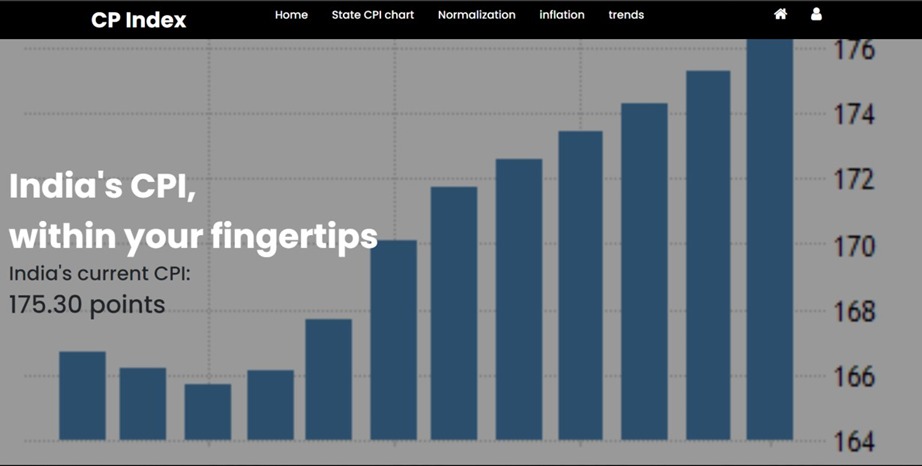 CP Index
Home State CPI chart Normalization inflation trends
India's CPI,
within your fingertips
India's current CPI:
175.30 points
176
174
172
170
168
166
164